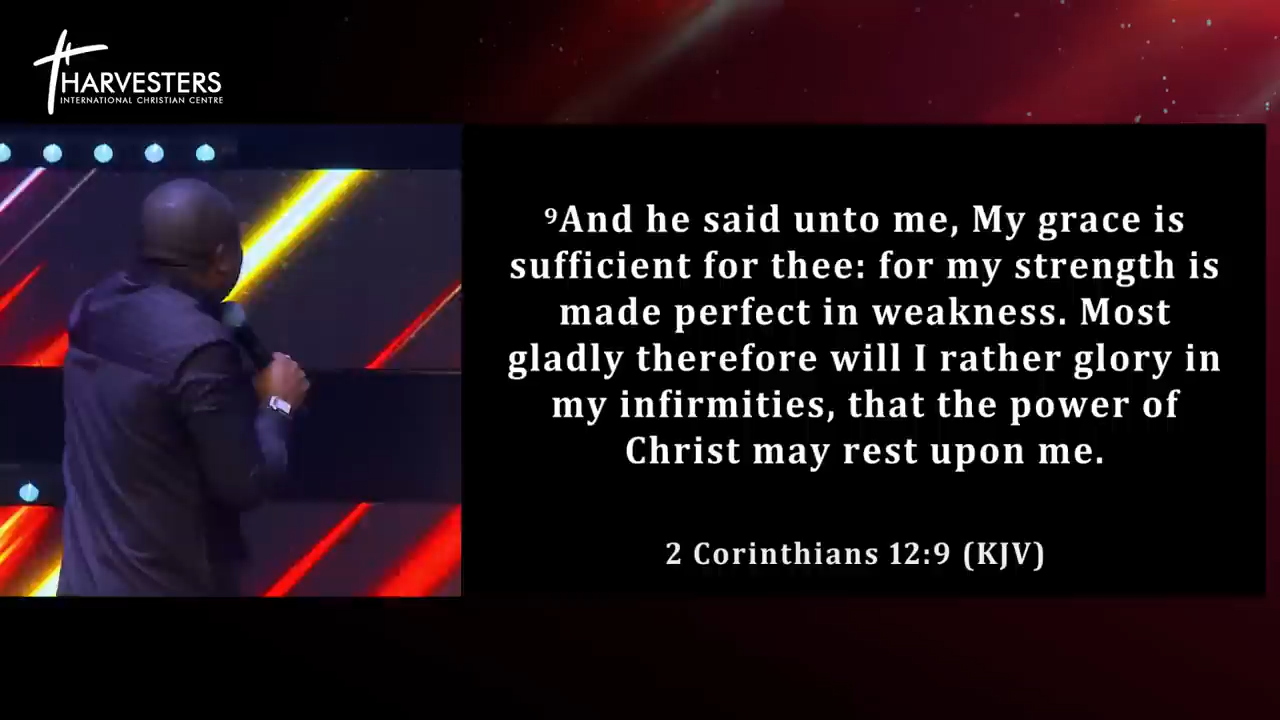 HARVESTERS
INTERNATIONAL CHRISTIAN CENTRE
⁹And he said unto me, My grace is
sufficient for thee: for my strength is
made perfect in weakness. Most
gladly therefore will I rather glory in
my infirmities, that the power of
Christ may rest upon me.
2 Corinthians 12:9 (KJV)